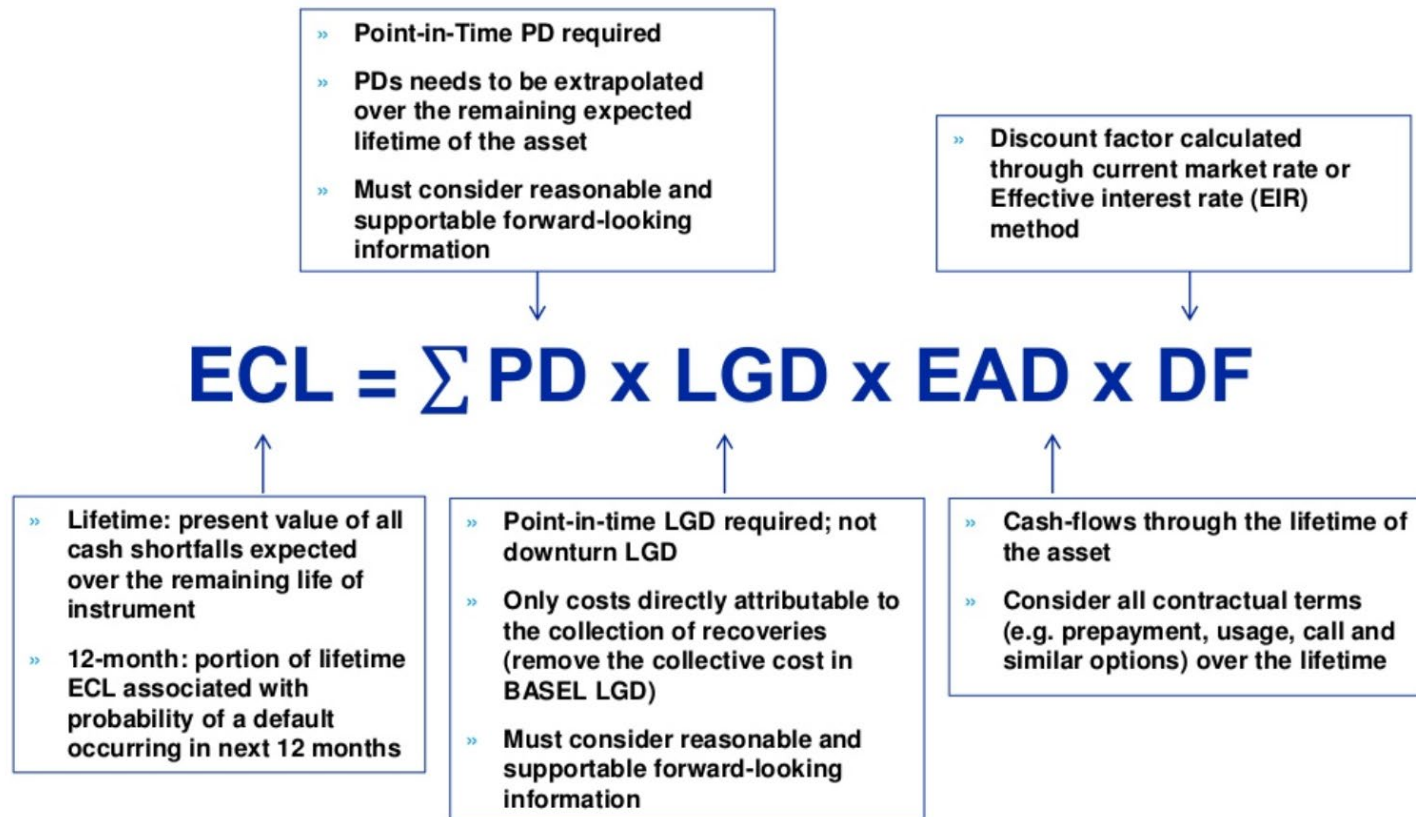 » Point-in-Time PD required
» PDs needs to be extrapolated
over the remaining expected
lifetime of the asset
» Must consider reasonable and
supportable forward-looking
information
» Discount factor calculated
through current market rate or
Effective interest rate (EIR)
method
ECL = ∑ PD x LGD x EAD x DF
» Lifetime: present value of all
cash shortfalls expected
over the remaining life of
instrument
» 12-month: portion of lifetime
ECL associated with
probability of a default
occurring in next 12 months
» Point-in-time LGD required; not
downturn LGD
» Only costs directly attributable to
the collection of recoveries
(remove the collective cost in
BASEL LGD)
» Must consider reasonable and
supportable forward-looking
information
» Cash-flows through the lifetime of
the asset
» Consider all contractual terms
(e.g. prepayment, usage, call and
similar options) over the lifetime